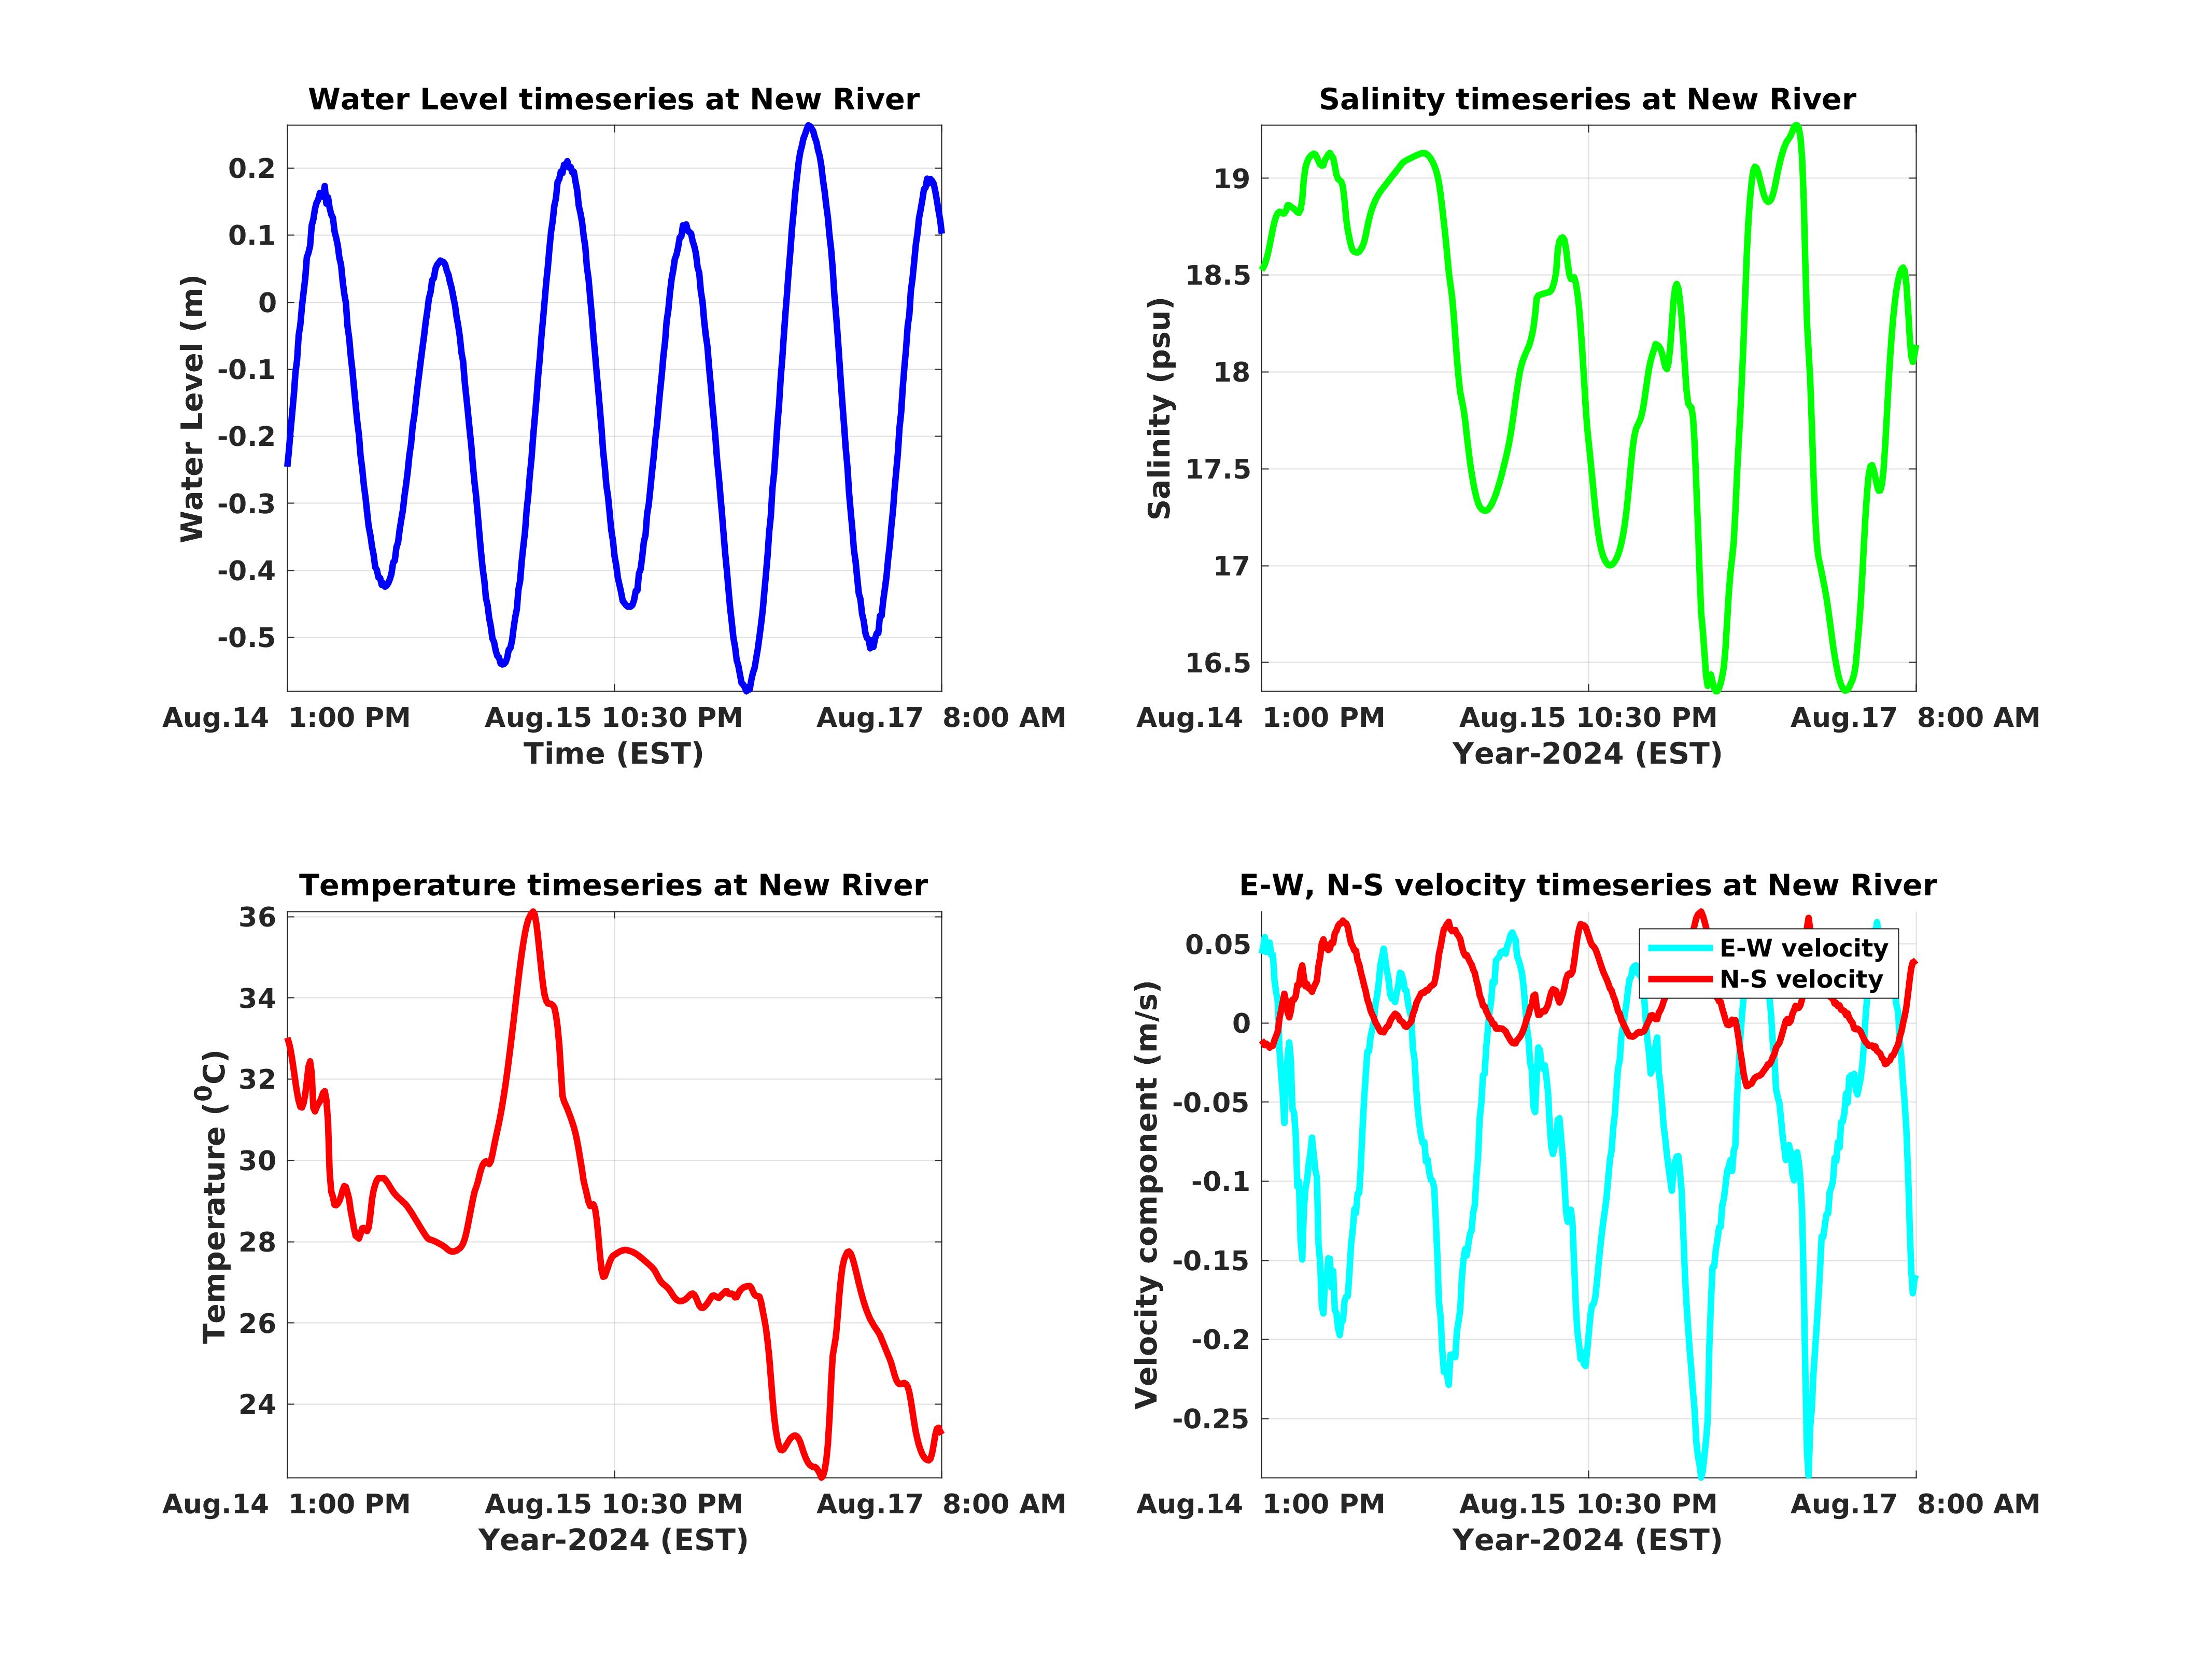 Water Level timeseries at New River
0.2
0.1
0
-0.1
-0.2
-0.3
-0.4
-0.5
Water Level (m)
Aug.14 1:00 PM
Aug.15 10:30 PM
Aug.17 8:00 AM
Time (EST)
Salinity timeseries at New River
19
18.5
18
17.5
17
16.5
Salinity (psu)
Aug.14 1:00 PM
Aug.15 10:30 PM
Aug.17 8:00 AM
Year-2024 (EST)
Temperature timeseries at New River
36
34
32
30
28
26
24
Temperature (⁰C)
Aug.14 1:00 PM
Aug.15 10:30 PM
Aug.17 8:00 AM
Year-2024 (EST)
E-W, N-S velocity timeseries at New River
0.05
0
-0.05
-0.1
-0.15
-0.2
-0.25
Velocity component (m/s)
E-W velocity
N-S velocity
Aug.14 1:00 PM
Aug.15 10:30 PM
Aug.17 8:00 AM
Year-2024 (EST)